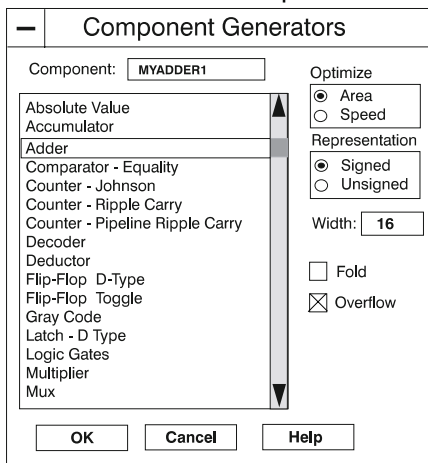 Component Generators
Component: MYADDER1
Absolute Value
Accumulator
Adder
Comparator - Equality
Counter - Johnson
Counter - Ripple Carry
Counter - Pipeline Ripple Carry
Decoder
Deductor
Flip-Flop D-Type
Flip-Flop Toggle
Gray Code
Latch - D Type
Logic Gates
Multiplier
Mux
Optimize
Area
Speed
Representation
Signed
Unsigned
Width: 16
Fold
Overflow
OK Cancel Help